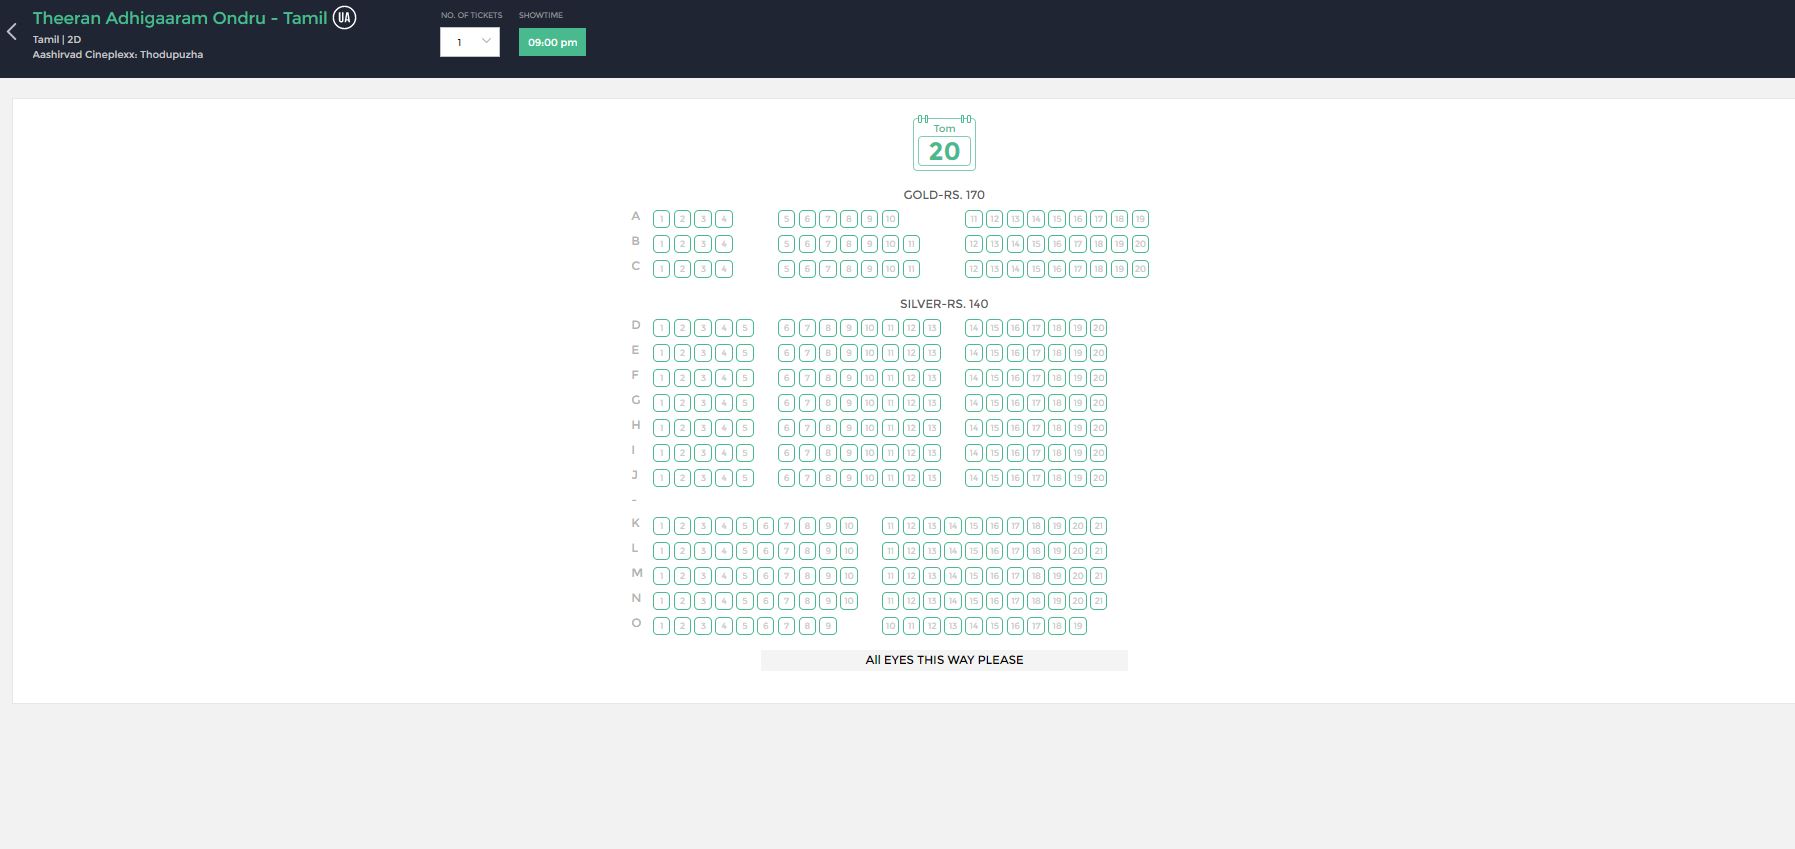 Theeran Adhigaaram Ondru - Tamil UA
Tamil | 2D
Aashirvad Cineplexx: Thodupuzha
NO. OF TICKETS SHOWTIME
1 09:00 pm
Tom
20
GOLD-RS. 170
A 1 2 3 4 5 6 7 8 9 10 11 12 13 14 15 16 17 18 19
B 1 2 3 4 5 6 7 8 9 10 11 12 13 14 15 16 17 18 19 20
C 1 2 3 4 5 6 7 8 9 10 11 12 13 14 15 16 17 18 19 20
SILVER-RS. 140
D 1 2 3 4 5 6 7 8 9 10 11 12 13 14 15 16 17 18 19 20
E 1 2 3 4 5 6 7 8 9 10 11 12 13 14 15 16 17 18 19 20
F 1 2 3 4 5 6 7 8 9 10 11 12 13 14 15 16 17 18 19 20
G 1 2 3 4 5 6 7 8 9 10 11 12 13 14 15 16 17 18 19 20
H 1 2 3 4 5 6 7 8 9 10 11 12 13 14 15 16 17 18 19 20
I 1 2 3 4 5 6 7 8 9 10 11 12 13 14 15 16 17 18 19 20
J 1 2 3 4 5 6 7 8 9 10 11 12 13 14 15 16 17 18 19 20
-
K 1 2 3 4 5 6 7 8 9 10 11 12 13 14 15 16 17 18 19 20 21
L 1 2 3 4 5 6 7 8 9 10 11 12 13 14 15 16 17 18 19 20 21
M 1 2 3 4 5 6 7 8 9 10 11 12 13 14 15 16 17 18 19 20 21
N 1 2 3 4 5 6 7 8 9 10 11 12 13 14 15 16 17 18 19 20 21
O 1 2 3 4 5 6 7 8 9 10 11 12 13 14 15 16 17 18 19
All EYES THIS WAY PLEASE